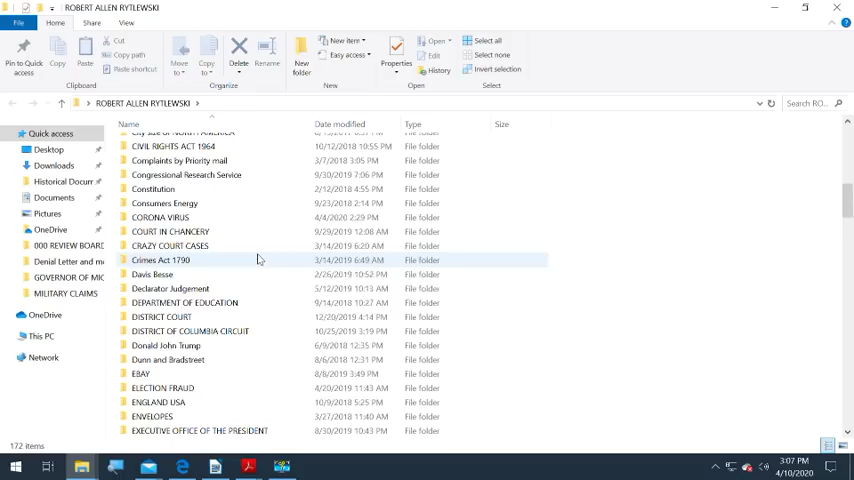 ROBERT ALLEN RYTLEWSKI
File Home Share View
Pin to Quick access
Copy
Paste
Cut
Copy path
Paste shortcut
Clipboard
Move to
Copy to
Delete
Rename
Organize
New folder
New item
Easy access
New
Properties
Open
Edit
History
Open
Select all
Select none
Invert selection
Select
ROBERT ALLEN RYTLEWSKI
Search RO...
Name Date modified Type Size
Quick access
Desktop
Downloads
Historical Docum
Documents
Pictures
OneDrive
000 REVIEW BOARD
Denial Letter and m
GOVERNOR OF MIC
MILITARY CLAIMS
OneDrive
This PC
Network
City size of NORTH AMERICA File folder
CIVIL RIGHTS ACT 1964 10/12/2018 10:55 PM File folder
Complaints by Priority mail 3/7/2018 3:05 PM File folder
Congressional Research Service 9/30/2019 7:06 PM File folder
Constitution 2/12/2018 4:55 PM File folder
Consumers Energy 9/23/2018 2:14 PM File folder
CORONA VIRUS 4/4/2020 2:29 PM File folder
COURT IN CHANCERY 9/29/2019 12:08 AM File folder
CRAZY COURT CASES 3/14/2019 6:20 AM File folder
Crimes Act 1790 3/14/2019 6:49 AM File folder
Davis Besse 2/26/2019 10:52 PM File folder
Declarator Judgement 5/12/2019 10:13 AM File folder
DEPARTMENT OF EDUCATION 9/14/2018 10:27 AM File folder
DISTRICT COURT 12/20/2019 4:14 PM File folder
DISTRICT OF COLUMBIA CIRCUIT 10/25/2019 3:19 PM File folder
Donald John Trump 6/9/2018 12:35 PM File folder
Dunn and Bradstreet 8/6/2018 12:31 PM File folder
EBAY 8/8/2019 3:49 PM File folder
ELECTION FRAUD 4/20/2019 11:43 AM File folder
ENGLAND USA 10/9/2018 5:25 PM File folder
ENVELOPES 3/27/2018 11:40 AM File folder
EXECUTIVE OFFICE OF THE PRESIDENT 8/30/2019 10:43 PM File folder
172 items
3:07 PM
4/10/2020